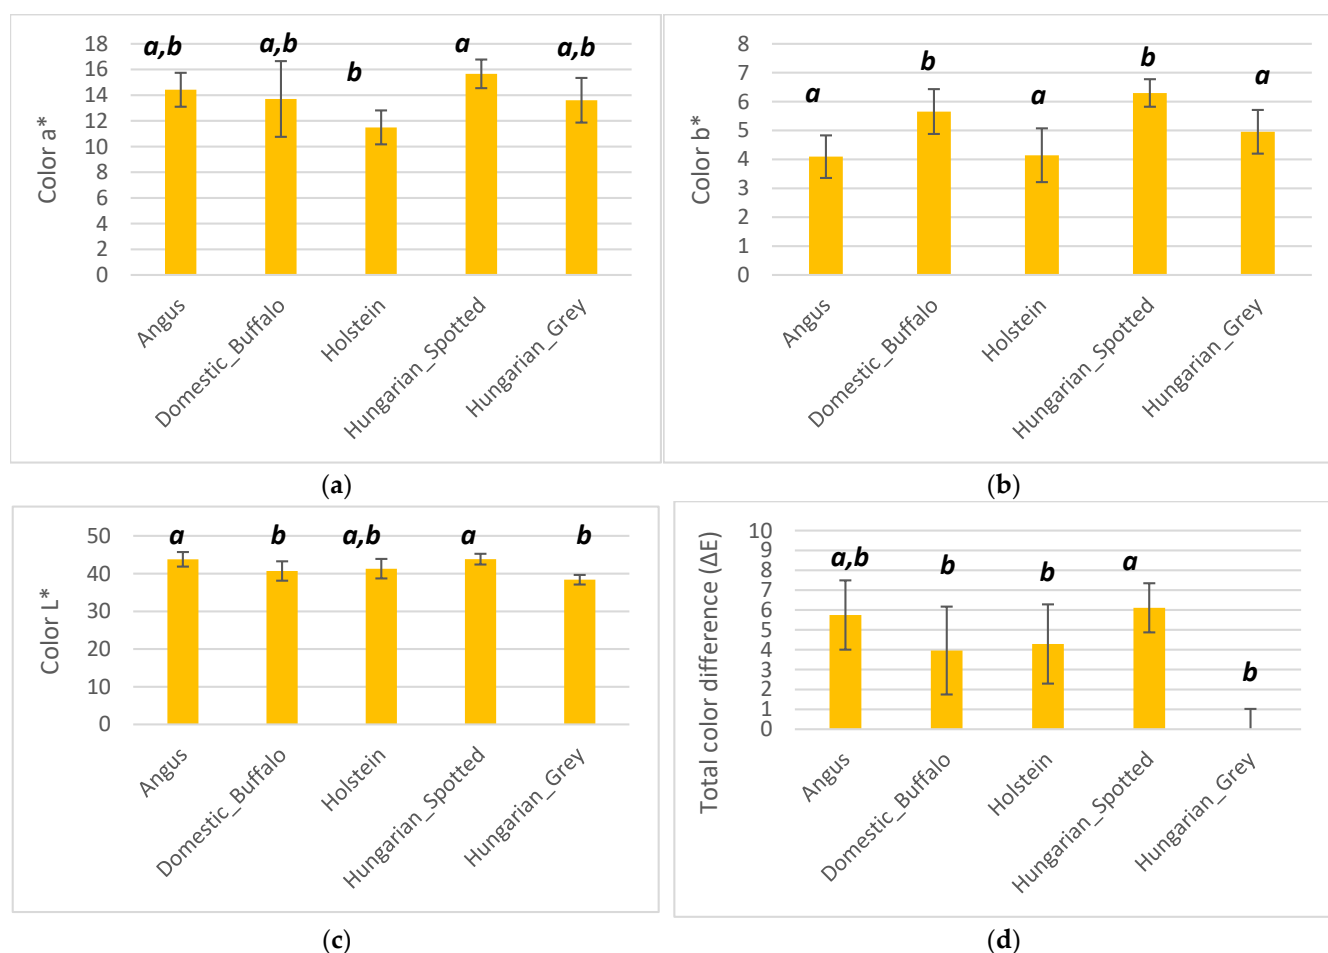 Color a*
18
16
14
12
10
8
6
4
2
0
a,b
a,b
b
a
a,b
Angus
Domestic_Buffalo
Holstein
Hungarian_Spotted
Hungarian_Grey
(a)
Color b*
8
7
6
5
4
3
2
1
0
a
b
a
b
a
Angus
Domestic_Buffalo
Holstein
Hungarian_Spotted
Hungarian_Grey
(b)
Color L*
50
40
30
20
10
0
a
b
a,b
a
b
Angus
Domestic_Buffalo
Holstein
Hungarian_Spotted
Hungarian_Grey
(c)
Total color difference (ΔE)
10
9
8
7
6
5
4
3
2
1
0
a,b
b
b
a
b
Angus
Domestic_Buffalo
Holstein
Hungarian_Spotted
Hungarian_Grey
(d)